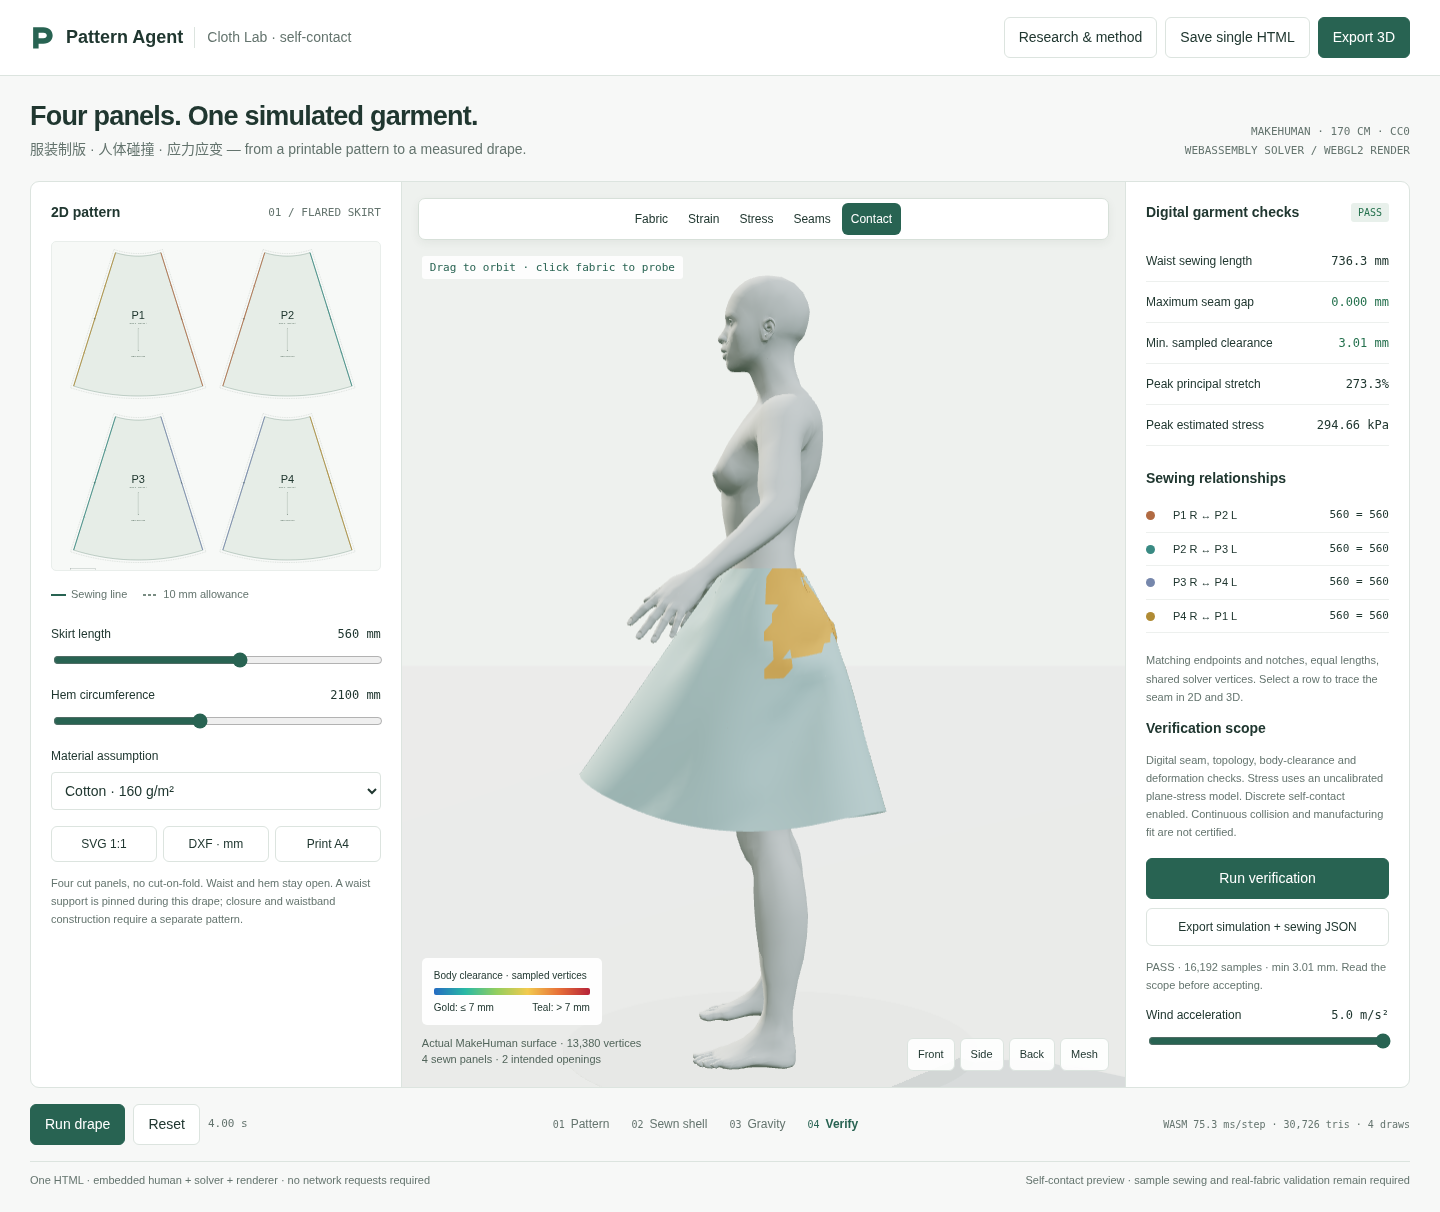 Pattern Agent
Cloth Lab · self-contact
Research & method
Save single HTML
Export 3D
Four panels. One simulated garment.
服装制版 · 人体碰撞 · 应力应变 — from a printable pattern to a measured drape.
MAKEHUMAN · 170 CM · CC0
WEBASSEMBLY SOLVER / WEBGL2 RENDER
2D pattern
01 / FLARED SKIRT
P1
P2
P3
P4
Sewing line
10 mm allowance
Skirt length
560 mm
Hem circumference
2100 mm
Material assumption
Cotton · 160 g/m²
SVG 1:1
DXF · mm
Print A4
Four cut panels, no cut-on-fold. Waist and hem stay open. A waist
support is pinned during this drape; closure and waistband
construction require a separate pattern.
Fabric
Strain
Stress
Seams
Contact
Drag to orbit · click fabric to probe
Body clearance · sampled vertices
Gold: ≤ 7 mm
Teal: > 7 mm
Actual MakeHuman surface · 13,380 vertices
4 sewn panels · 2 intended openings
Front
Side
Back
Mesh
Digital garment checks
PASS
Waist sewing length
736.3 mm
Maximum seam gap
0.000 mm
Min. sampled clearance
3.01 mm
Peak principal stretch
273.3%
Peak estimated stress
294.66 kPa
Sewing relationships
P1 R ↔ P2 L
560 = 560
P2 R ↔ P3 L
560 = 560
P3 R ↔ P4 L
560 = 560
P4 R ↔ P1 L
560 = 560
Matching endpoints and notches, equal lengths,
shared solver vertices. Select a row to trace the
seam in 2D and 3D.
Verification scope
Digital seam, topology, body-clearance and
deformation checks. Stress uses an uncalibrated
plane-stress model. Discrete self-contact
enabled. Continuous collision and manufacturing
fit are not certified.
Run verification
Export simulation + sewing JSON
PASS · 16,192 samples · min 3.01 mm. Read the
scope before accepting.
Wind acceleration
5.0 m/s²
Run drape
Reset
4.00 s
01 Pattern
02 Sewn shell
03 Gravity
04 Verify
WASM 75.3 ms/step · 30,726 tris · 4 draws
One HTML · embedded human + solver + renderer · no network requests required
Self-contact preview · sample sewing and real-fabric validation remain required